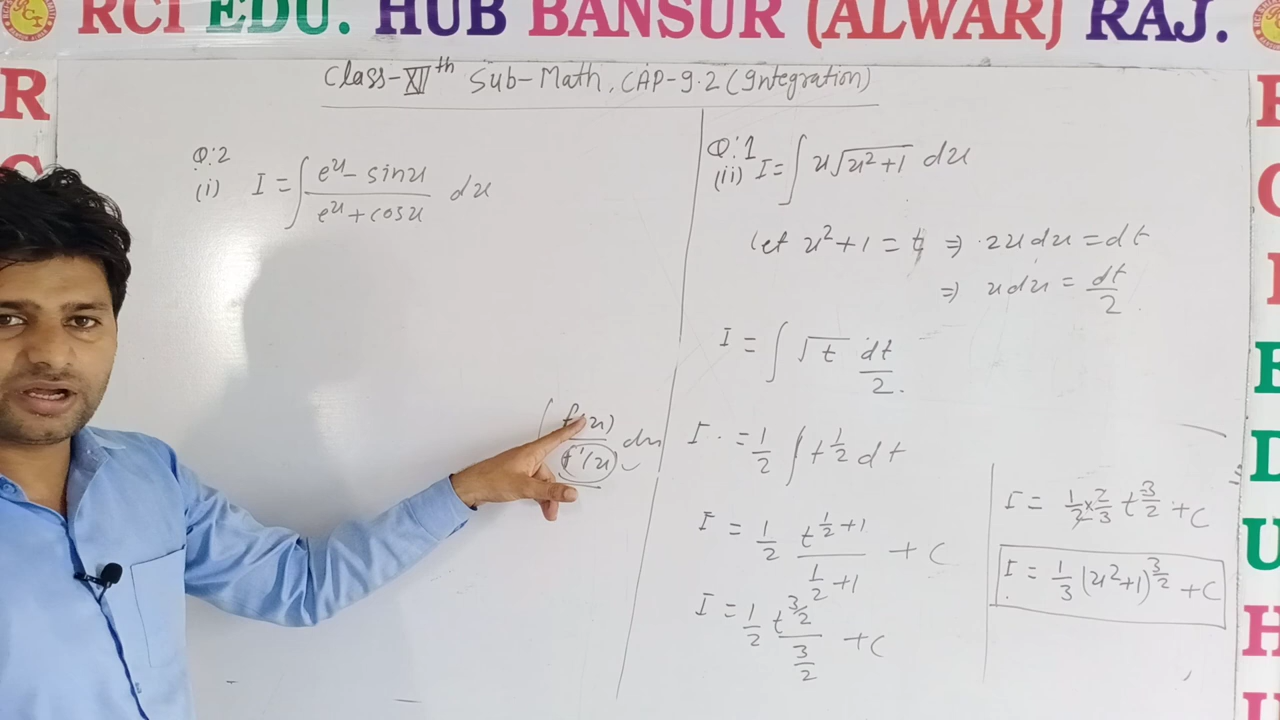 RCI EDU. HUB BANSUR (ALWAR) RAJ.
Class-XIIth Sub-Math, CAP-9.2 (Integration)
Q:2
(i) I = ∫ (e^x - sinx)/(e^x + cosx) dx
∫ f(x)/f'(x) dx
Q:1
(ii) I = ∫ x√(x²+1) dx
let x²+1 = t ⇒ 2x dx = dt
⇒ x dx = dt/2
I = ∫ √t dt/2
I = 1/2 ∫ t^(1/2) dt
I = 1/2 t^(1/2+1)/(1/2+1) + C
I = 1/2 t^(3/2)/(3/2) + C
I = 1/2 × 2/3 t^(3/2) + C
I = 1/3 (x²+1)^(3/2) + C
R
C
E
D
U
H